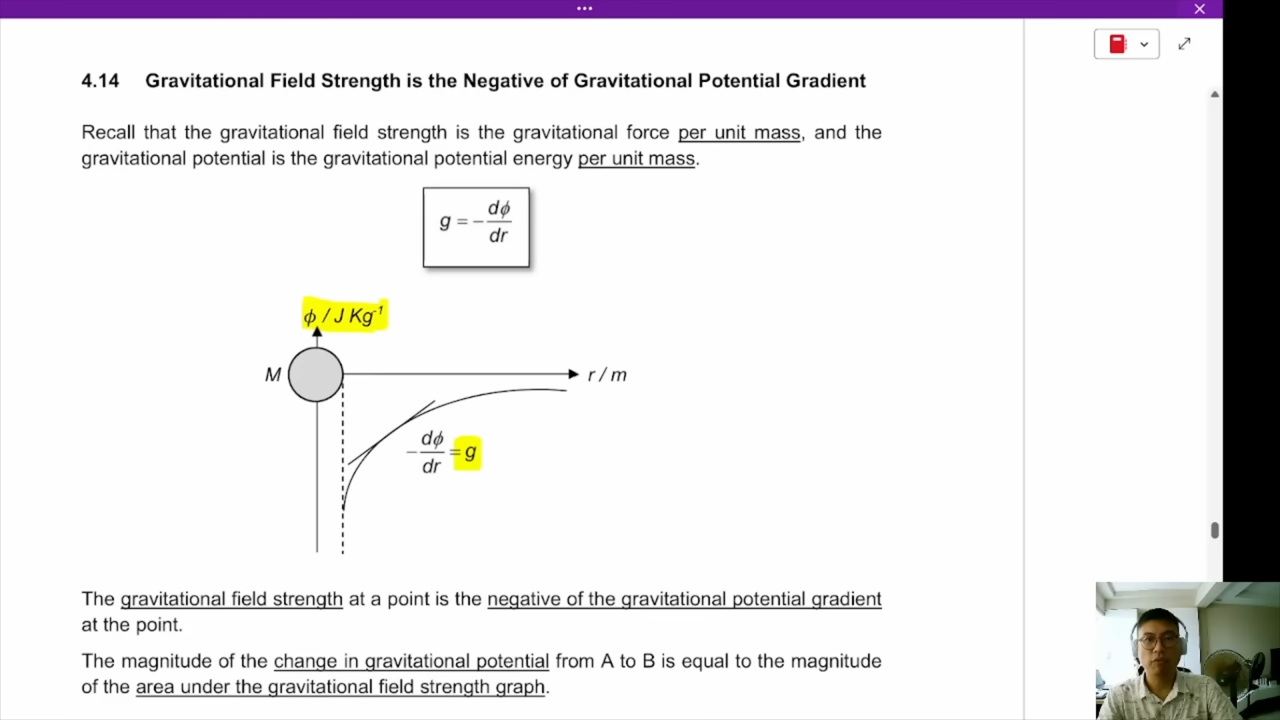 4.14 Gravitational Field Strength is the Negative of Gravitational Potential Gradient
Recall that the gravitational field strength is the gravitational force per unit mass, and the
gravitational potential is the gravitational potential energy per unit mass.
g = − dϕ/dr
ϕ / J Kg⁻¹
M
r / m
− dϕ/dr = g
The gravitational field strength at a point is the negative of the gravitational potential gradient
at the point.
The magnitude of the change in gravitational potential from A to B is equal to the magnitude
of the area under the gravitational field strength graph.